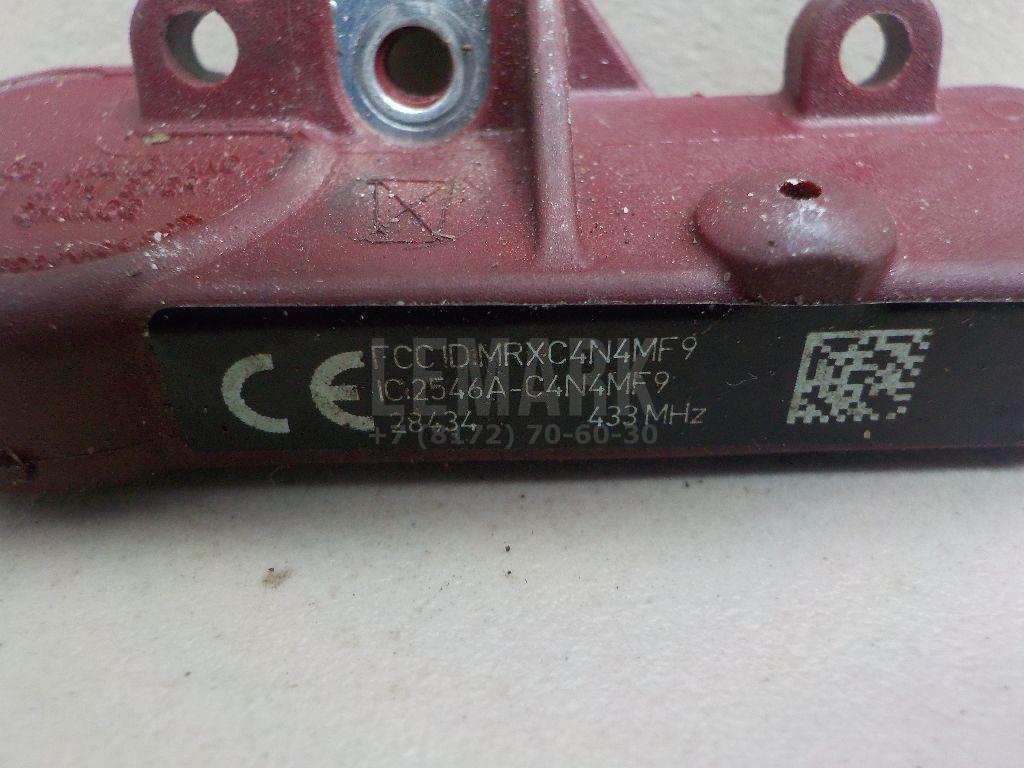 CE
FCC ID:MRXC4N4MF9
IC:2546A-C4N4MF9
28434 433 MHz
LEMARK
+7 (8172) 70-60-30